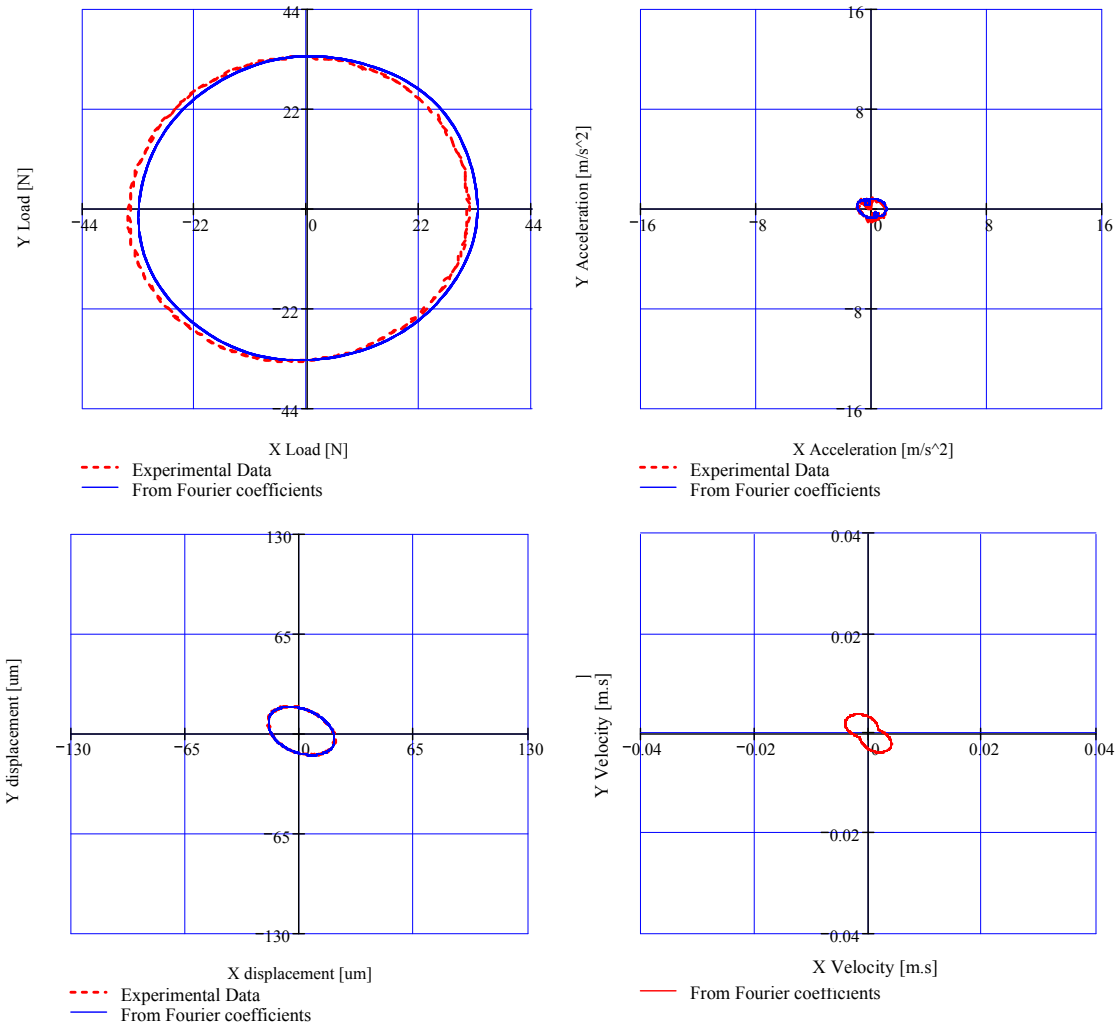 44
22
Y Load [N]
−44
−22
0
22
44
−22
−44
X Load [N]
Experimental Data
From Fourier coefficients
16
8
Y Acceleration [m/s^2]
−16
−8
0
8
16
−8
−16
X Acceleration [m/s^2]
Experimental Data
From Fourier coefficients
130
65
Y displacement [um]
−130
−65
0
65
130
−65
−130
X displacement [um]
Experimental Data
From Fourier coefficients
0.04
0.02
Y Velocity [m.s]
]
−0.04
−0.02
0
0.02
0.04
−0.02
−0.04
X Velocity [m.s]
From Fourier coefficients